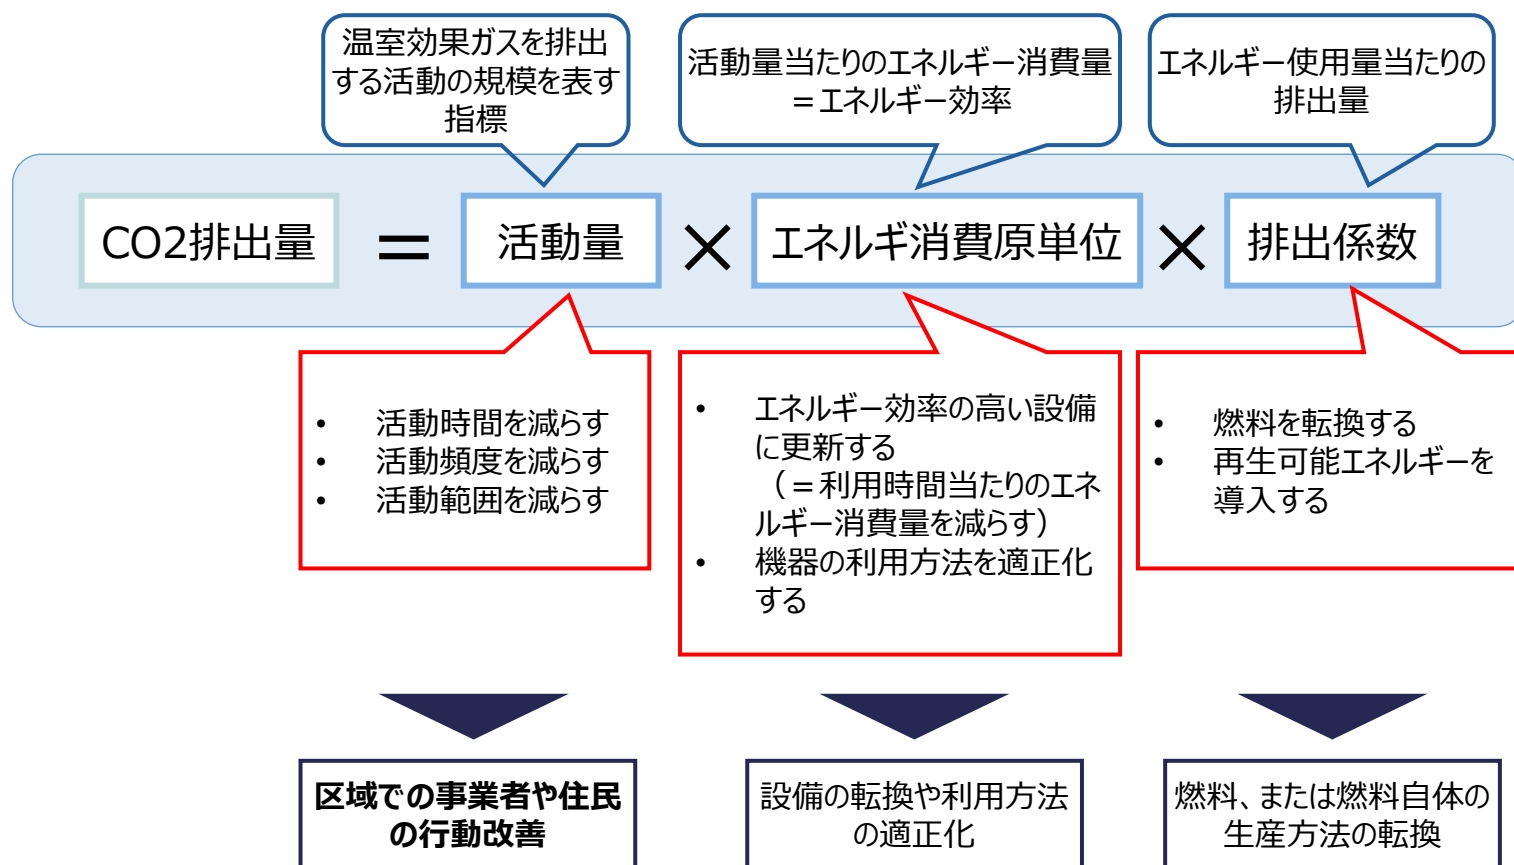 温室効果ガスを排出
する活動の規模を表す
指標
活動量当たりのエネルギー消費量
=エネルギー効率
エネルギー使用量当たりの
排出量
CO2排出量 = 活動量 × エネルギ消費原単位 × 排出係数
• 活動時間を減らす
• 活動頻度を減らす
• 活動範囲を減らす
• エネルギー効率の高い設備
に更新する
(=利用時間当たりのエネ
ルギー消費量を減らす)
• 機器の利用方法を適正化
する
• 燃料を転換する
• 再生可能エネルギーを
導入する
区域での事業者や住民
の行動改善
設備の転換や利用方法
の適正化
燃料、または燃料自体の
生産方法の転換